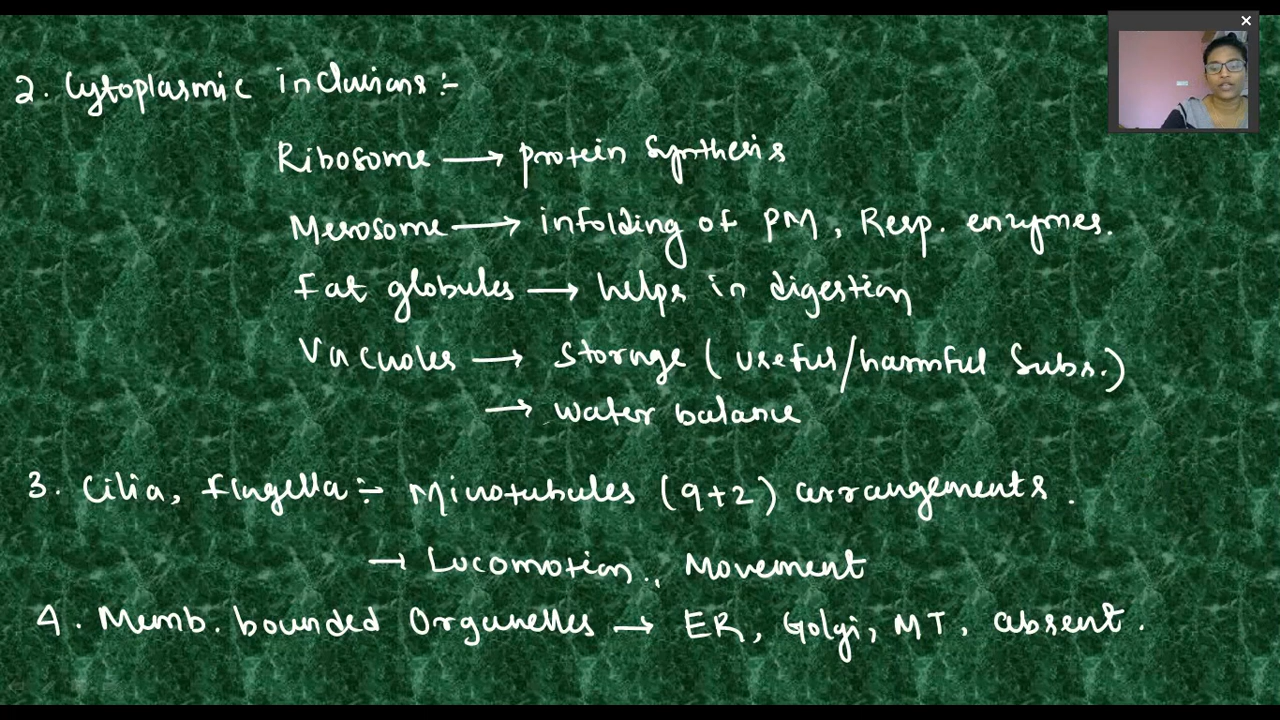 2. Cytoplasmic inclusions :-
Ribosome → protein synthesis
Mesosome → infolding of PM, Resp. enzymes.
Fat globules → helps in digestion
Vacuoles → Storage (useful/harmful Subs.)
→ water balance
3. Cilia, flagella :- Microtubules (9+2) arrangements.
→ Locomotion., Movement
4. Memb. bounded Organelles → ER, Golgi, MT, absent.